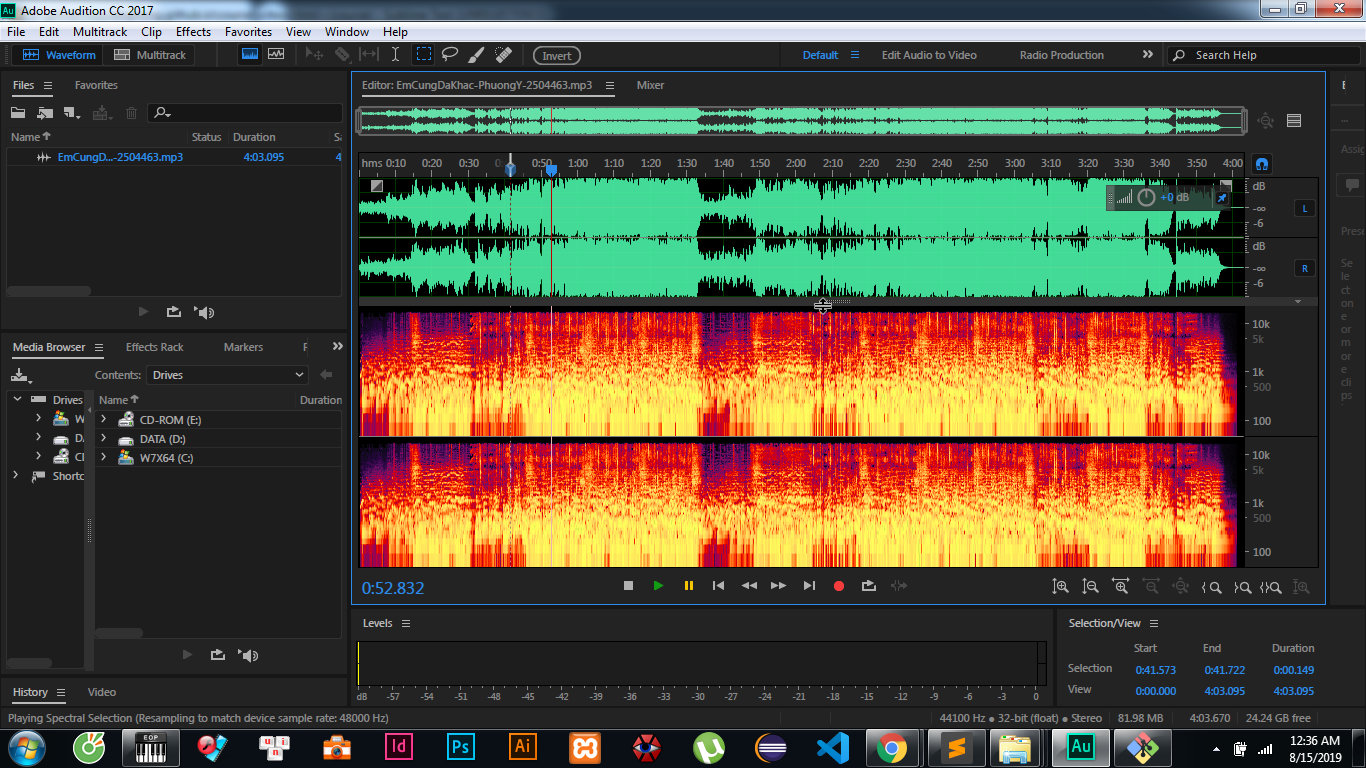 Au Adobe Audition CC 2017
File Edit Multitrack Clip Effects Favorites View Window Help
Waveform Multitrack Invert Default Edit Audio to Video Radio Production Search Help
Files Favorites
Name Status Duration
EmCungD...-2504463.mp3 4:03.095 4
Editor: EmCungDaKhac-PhuongY-2504463.mp3 Mixer
hms 0:10 0:20 0:30 0:50 1:00 1:10 1:20 1:30 1:40 1:50 2:00 2:10 2:20 2:30 2:40 2:50 3:00 3:10 3:20 3:30 3:40 3:50 4:00
dB
+0 dB
-∞ L
-6
dB
-∞ R
-6
10k
5k
1k
500
100
10k
5k
1k
500
100
Se
lect
on
or
mor
e
clip
s
Media Browser Effects Rack Markers
Contents: Drives
Drives Name Duration
CD-ROM (E:)
DATA (D:)
W7X64 (C:)
Shortc
0:52.832
Levels
dB -57 -54 -51 -48 -45 -42 -39 -36 -33 -30 -27 -24 -21 -18 -15 -12 -9 -6 -3 0
Selection/View
Start End Duration
Selection 0:41.573 0:41.722 0:00.149
View 0:00.000 4:03.095 4:03.095
History Video
Playing Spectral Selection (Resampling to match device sample rate: 48000 Hz)
44100 Hz ● 32-bit (float) ● Stereo 81.98 MB 4:03.670 24.24 GB free
EOP
u i n
Id Ps Ai Au
12:36 AM
8/15/2019